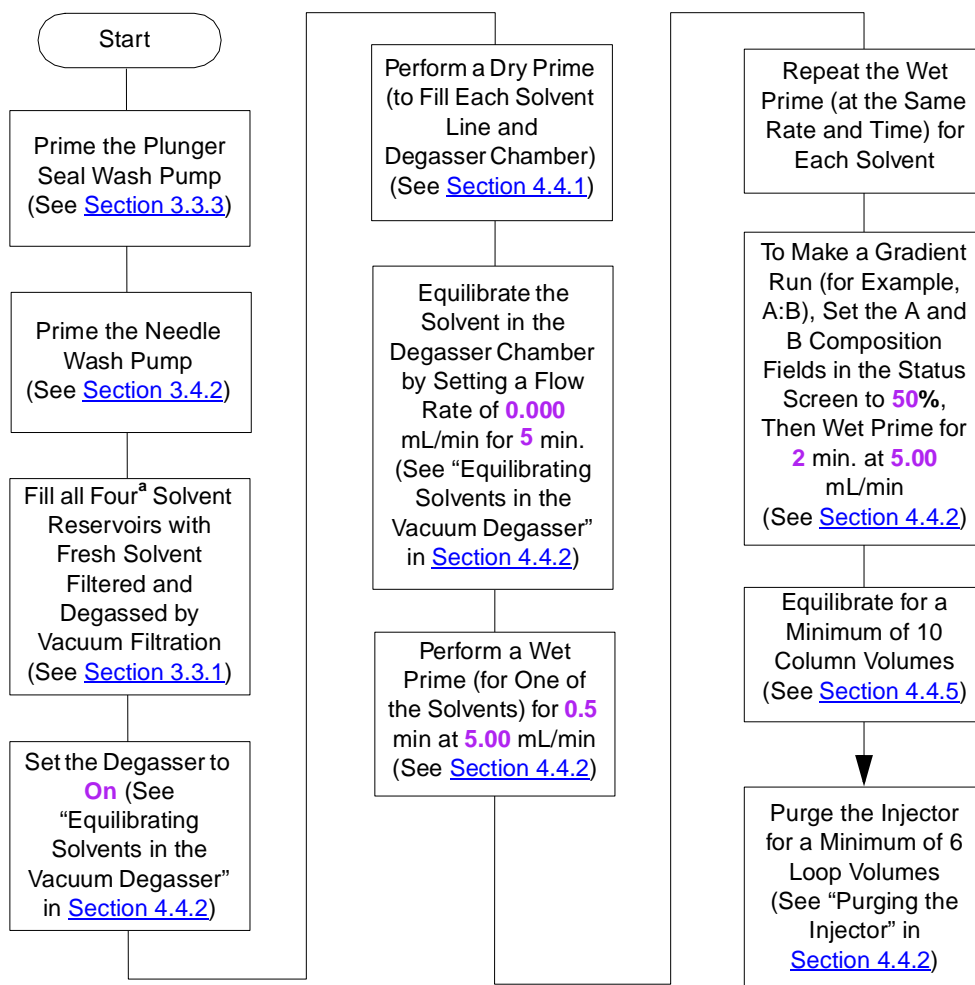 Start
Prime the Plunger
Seal Wash Pump
(See Section 3.3.3)
Prime the Needle
Wash Pump
(See Section 3.4.2)
Fill all Fourᵃ Solvent
Reservoirs with
Fresh Solvent
Filtered and
Degassed by
Vacuum Filtration
(See Section 3.3.1)
Set the Degasser to
On (See
“Equilibrating
Solvents in the
Vacuum Degasser”
in Section 4.4.2)
Perform a Dry Prime
(to Fill Each Solvent
Line and
Degasser Chamber)
(See Section 4.4.1)
Equilibrate the
Solvent in the
Degasser Chamber
by Setting a Flow
Rate of 0.000
mL/min for 5 min.
(See “Equilibrating
Solvents in the
Vacuum Degasser”
in Section 4.4.2)
Perform a Wet
Prime (for One of
the Solvents) for 0.5
min at 5.00 mL/min
(See Section 4.4.2)
Repeat the Wet
Prime (at the Same
Rate and Time) for
Each Solvent
To Make a Gradient
Run (for Example,
A:B), Set the A and
B Composition
Fields in the Status
Screen to 50%,
Then Wet Prime for
2 min. at 5.00
mL/min
(See Section 4.4.2)
Equilibrate for a
Minimum of 10
Column Volumes
(See Section 4.4.5)
Purge the Injector
for a Minimum of 6
Loop Volumes
(See “Purging the
Injector” in
Section 4.4.2)